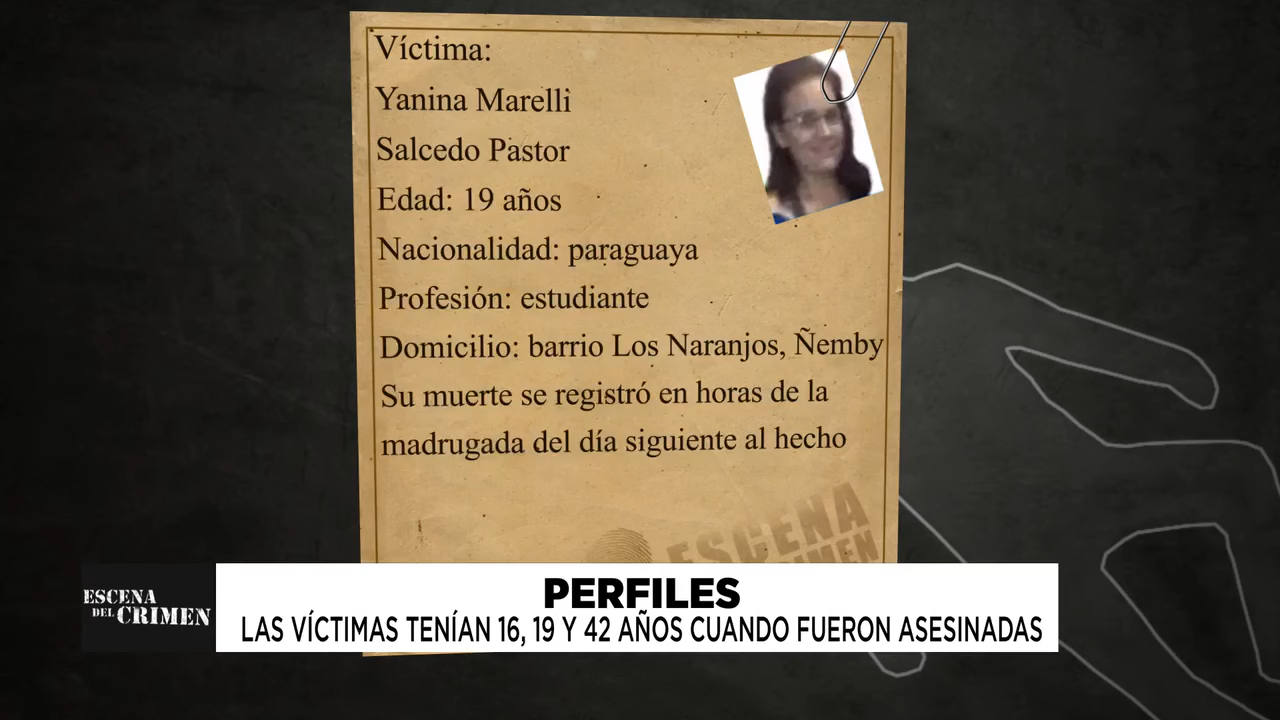 Víctima:
Yanina Marelli
Salcedo Pastor
Edad: 19 años
Nacionalidad: paraguaya
Profesión: estudiante
Domicilio: barrio Los Naranjos, Ñemby
Su muerte se registró en horas de la
madrugada del día siguiente al hecho
ESCENA
ESCENA
DEL CRIMEN
PERFILES
LAS VÍCTIMAS TENÍAN 16, 19 Y 42 AÑOS CUANDO FUERON ASESINADAS